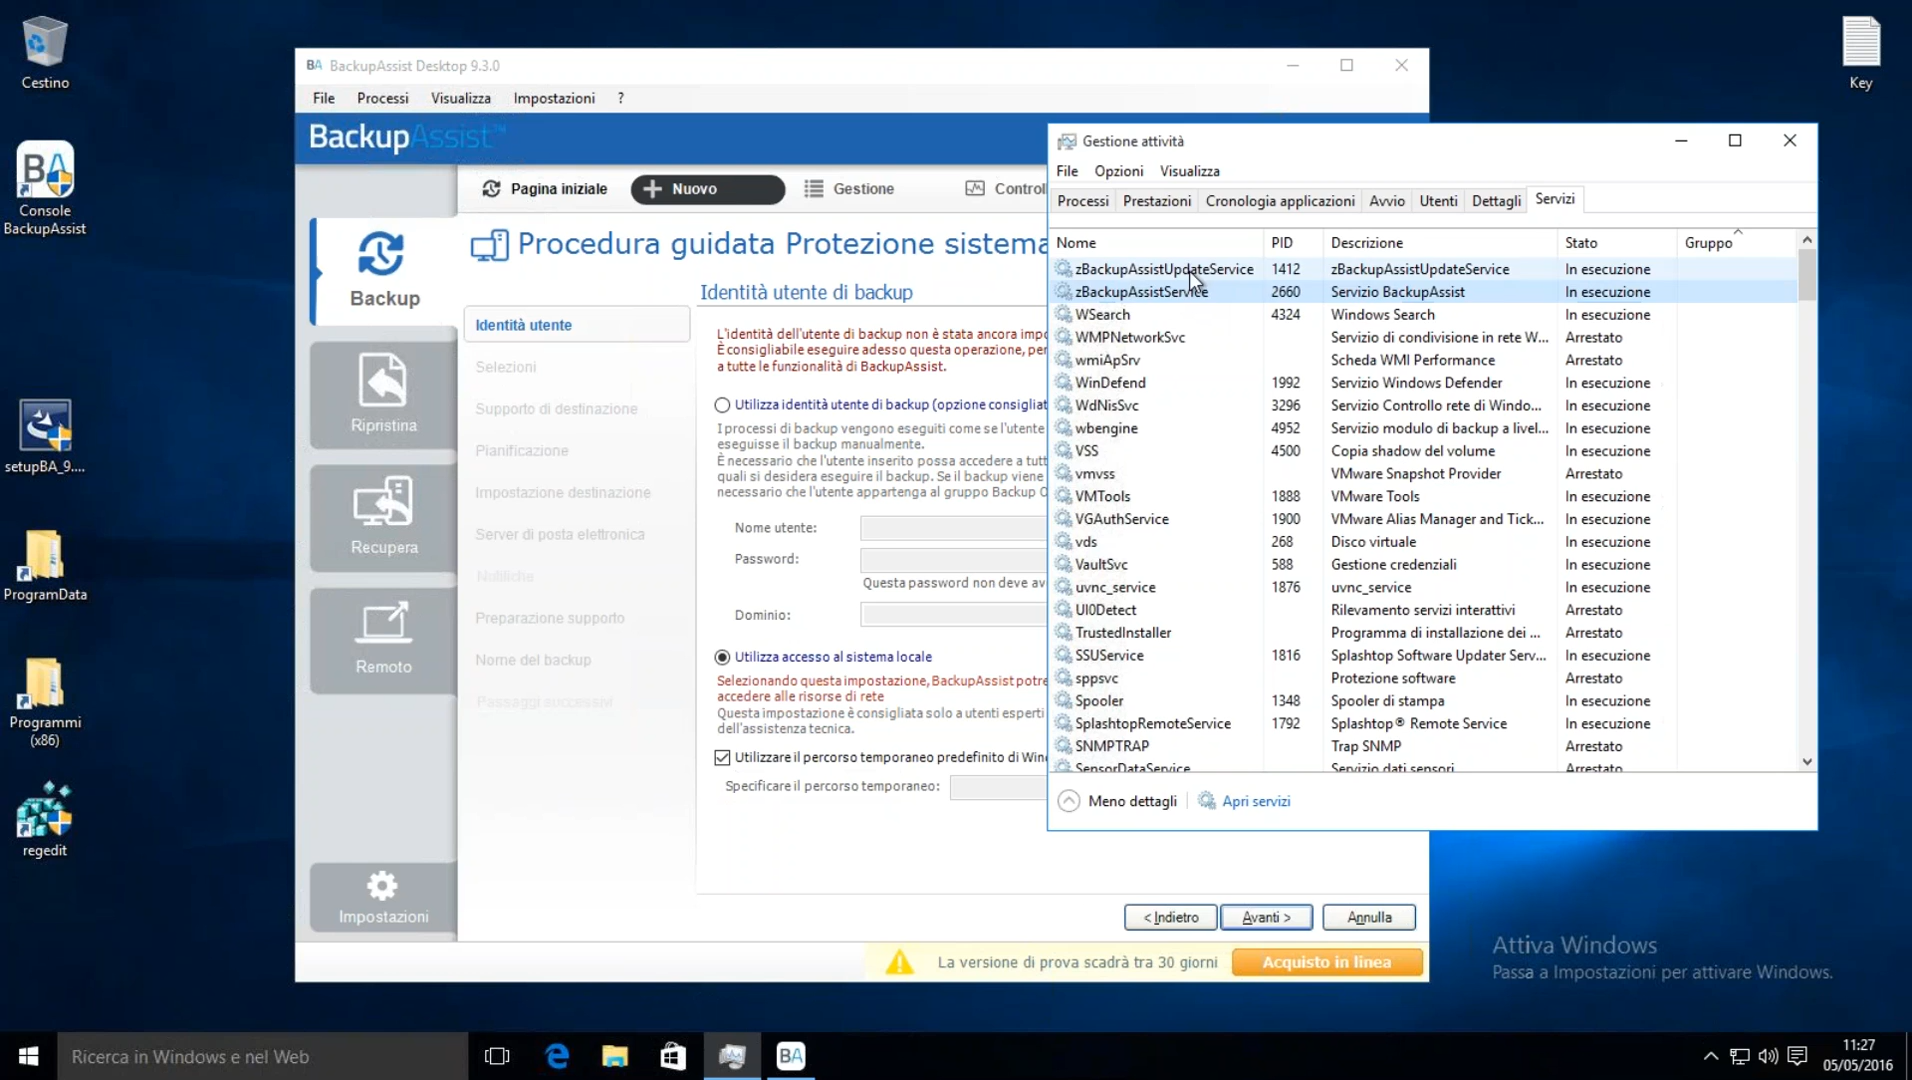 Cestino
Console
BackupAssist
setupBA_9....
ProgramData
Programmi
(x86)
regedit
Key
BA BackupAssist Desktop 9.3.0
File Processi Visualizza Impostazioni ?
BackupAssist™
Pagina iniziale
Nuovo
Gestione
Backup
Ripristina
Recupera
Remoto
Impostazioni
Procedura guidata Protezione sistema
Identità utente di backup
Identità utente
Selezioni
Supporto di destinazione
Pianificazione
Impostazione destinazione
Server di posta elettronica
Notifiche
Preparazione supporto
Nome del backup
Passaggi successivi
L'identità dell'utente di backup non è stata ancora impo
È consigliabile eseguire adesso questa operazione, per
a tutte le funzionalità di BackupAssist.
Utilizza identità utente di backup (opzione consigliat
I processi di backup vengono eseguiti come se l'utente
eseguisse il backup manualmente.
È necessario che l'utente inserito possa accedere a tutt
quali si desidera eseguire il backup. Se il backup viene
necessario che l'utente appartenga al gruppo Backup O
Nome utente:
Password:
Questa password non deve av
Dominio:
Utilizza accesso al sistema locale
Selezionando questa impostazione, BackupAssist potre
accedere alle risorse di rete
Questa impostazione è consigliata solo a utenti esperti
dell'assistenza tecnica.
Utilizzare il percorso temporaneo predefinito di Wind
Specificare il percorso temporaneo:
< Indietro
Avanti >
Annulla
La versione di prova scadrà tra 30 giorni
Acquisto in linea
Gestione attività
File Opzioni Visualizza
Processi Prestazioni Cronologia applicazioni Avvio Utenti Dettagli Servizi
Nome PID Descrizione Stato Gruppo
zBackupAssistUpdateService 1412 zBackupAssistUpdateService In esecuzione
zBackupAssistService 2660 Servizio BackupAssist In esecuzione
WSearch 4324 Windows Search In esecuzione
WMPNetworkSvc Servizio di condivisione in rete W... Arrestato
wmiApSrv Scheda WMI Performance Arrestato
WinDefend 1992 Servizio Windows Defender In esecuzione
WdNisSvc 3296 Servizio Controllo rete di Windo... In esecuzione
wbengine 4952 Servizio modulo di backup a livel... In esecuzione
VSS 4500 Copia shadow del volume In esecuzione
vmvss VMware Snapshot Provider Arrestato
VMTools 1888 VMware Tools In esecuzione
VGAuthService 1900 VMware Alias Manager and Tick... In esecuzione
vds 268 Disco virtuale In esecuzione
VaultSvc 588 Gestione credenziali In esecuzione
uvnc_service 1876 uvnc_service In esecuzione
UI0Detect Rilevamento servizi interattivi Arrestato
TrustedInstaller Programma di installazione dei ... Arrestato
SSUService 1816 Splashtop Software Updater Serv... In esecuzione
sppsvc Protezione software Arrestato
Spooler 1348 Spooler di stampa In esecuzione
SplashtopRemoteService 1792 Splashtop® Remote Service In esecuzione
SNMPTRAP Trap SNMP Arrestato
SensorDataService Servizio dati sensori Arrestato
Meno dettagli
Apri servizi
Attiva Windows
Passa a Impostazioni per attivare Windows.
Ricerca in Windows e nel Web
BA
11:27
05/05/2016